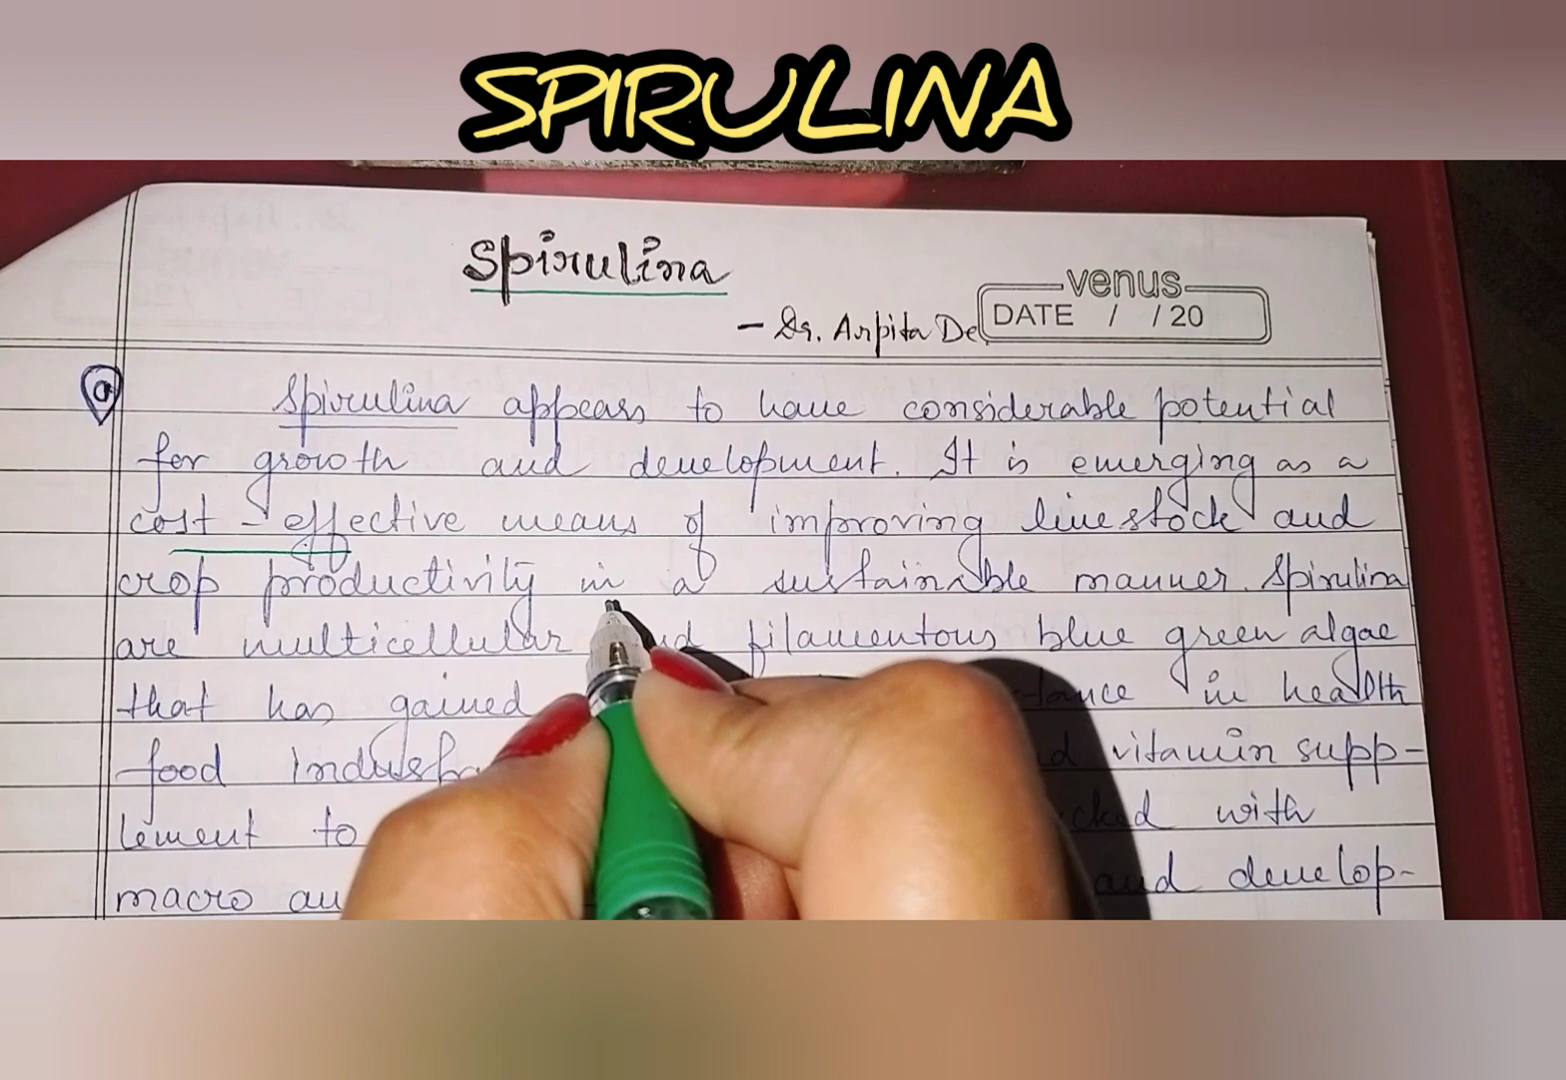 SPIRULINA
Spirulina
venus
DATE / / 20
- Dr. Arpita De.
a
Spirulina appears to have considerable potential
for growth and development. It is emerging as a
cost-effective means of improving livestock and
crop productivity in a sustainable manner. Spirulina
are multicellular and filamentous blue green algae
that has gained in health
food vitamin supp-
lement to with
macro and develop-